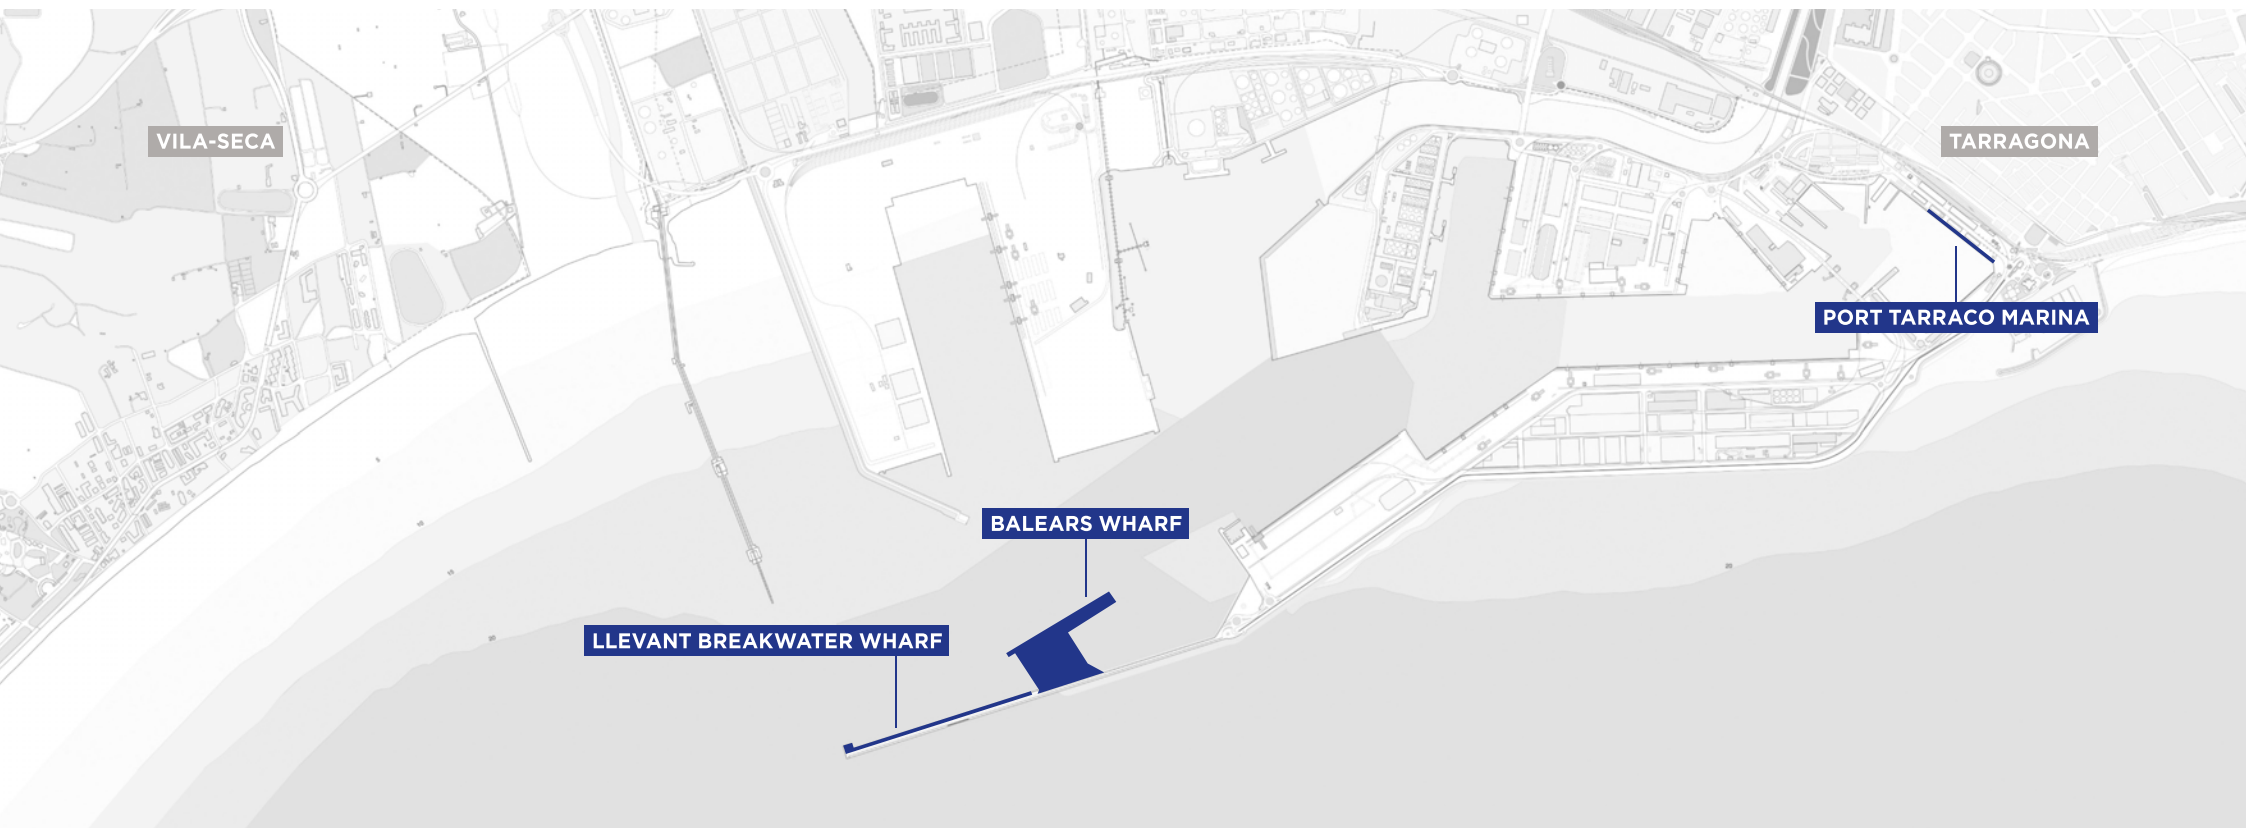 VILA-SECA
TARRAGONA
PORT TARRACO MARINA
BALEARS WHARF
LLEVANT BREAKWATER WHARF